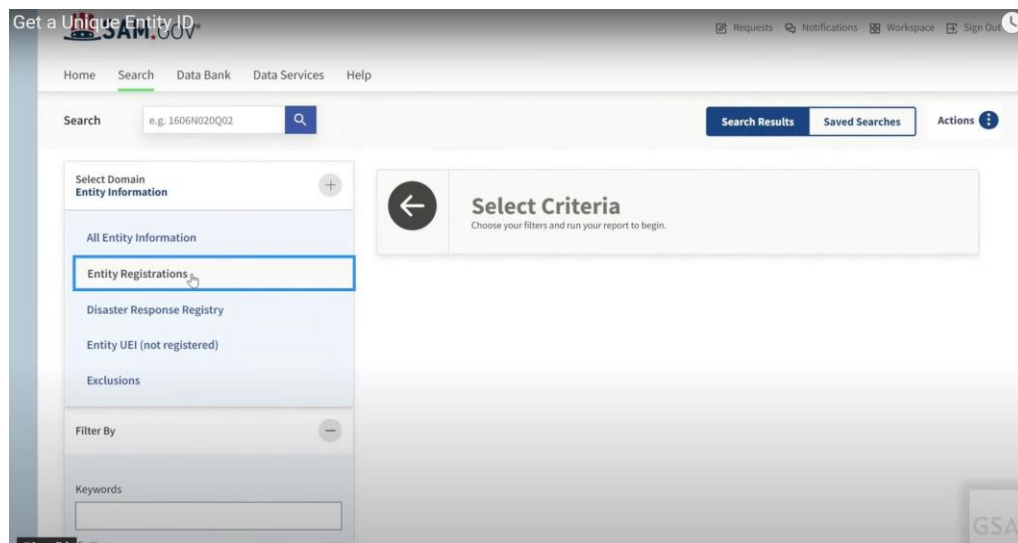 Get a Unique Entity ID
SAM.GOV®
Requests Notifications Workspace Sign Out
Home Search Data Bank Data Services Help
Search
e.g. 1606N020Q02
Search Results Saved Searches Actions
Select Domain
Entity Information
All Entity Information
Entity Registrations
Disaster Response Registry
Entity UEI (not registered)
Exclusions
Filter By
Keywords
Select Criteria
Choose your filters and run your report to begin.
GSA